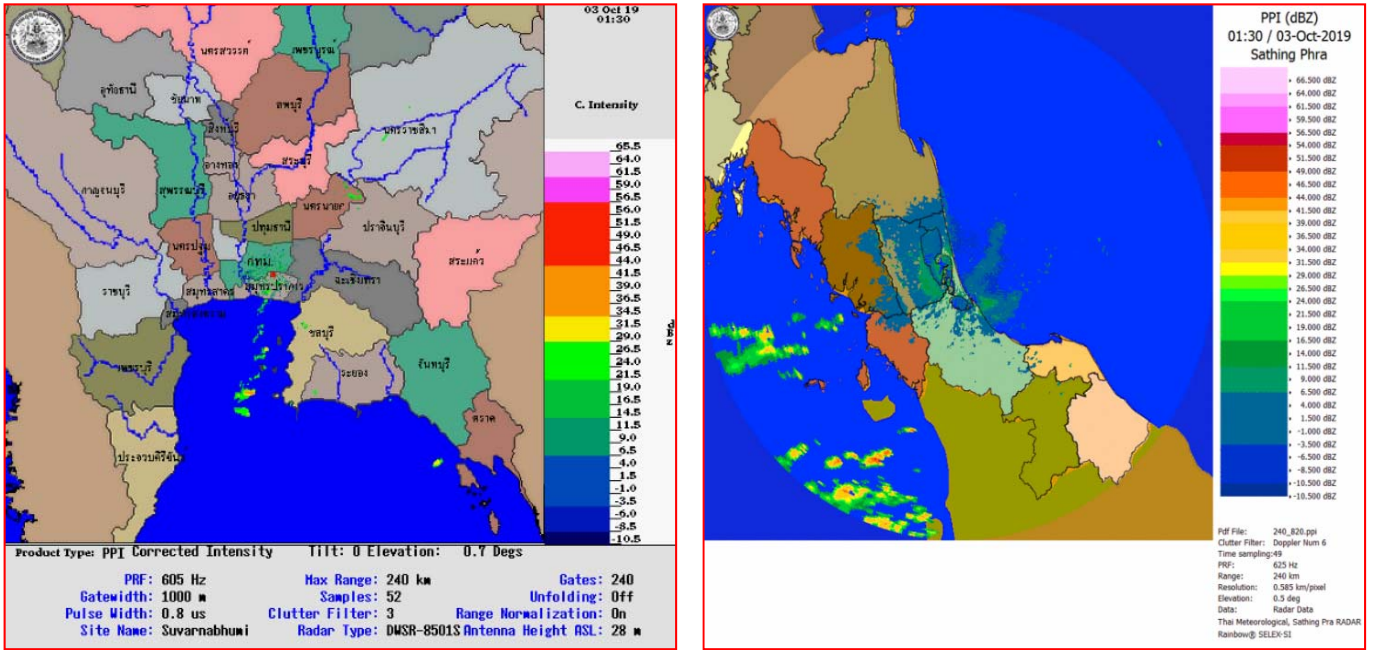 03 Oct 19
01:30
นครสวรรค์
เพชรบูรณ์
อุทัยธานี
ชัยนาท
ลพบุรี
C. Intensity
สิงหบุรี
นครราชสีมา
อ่างทอง
สระบุรี
กาญจนบุรี
สุพรรณบุรี
อยุธยา
นครนายก
ปทุมธานี
ปราจีนบุรี
นครปฐม
กทม.
สระแก้ว
ราชบุรี
สมุทรสาคร
สมุทรปราการ
ฉะเชิงเทรา
ชลบุรี
เพชรบุรี
ระยอง
จันทบุรี
ตราด
ประจวบคีรีขันธ์
65.5
64.0
61.5
59.0
56.5
56.0
51.5
49.0
46.5
44.0
41.5
39.0
36.5
34.5
31.5
29.0
26.5
24.0
21.5
19.0
16.5
14.5
9.0
6.5
4.0
1.5
-1.0
-3.5
-6.0
-8.5
-10.5
Product Type: PPI Corrected Intensity Tilt: 0 Elevation: 0.7 Degs
PRF: 605 Hz Max Range: 240 km Gates: 240
Gatewidth: 1000 m Samples: 52 Unfolding: Off
Pulse Width: 0.8 us Clutter Filter: 3 Range Normalization: On
Site Name: Suvarnabhumi Radar Type: DWSR-8501S Antenna Height ASL: 28 m
PPI (dBZ)
01:30 / 03-Oct-2019
Sathing Phra
66.500 dBZ
64.000 dBZ
61.500 dBZ
59.500 dBZ
56.500 dBZ
54.000 dBZ
51.500 dBZ
49.000 dBZ
46.500 dBZ
44.000 dBZ
41.500 dBZ
39.000 dBZ
36.500 dBZ
34.000 dBZ
31.500 dBZ
29.000 dBZ
26.500 dBZ
24.000 dBZ
21.500 dBZ
19.000 dBZ
16.500 dBZ
14.000 dBZ
11.500 dBZ
9.000 dBZ
6.500 dBZ
4.000 dBZ
1.500 dBZ
-1.000 dBZ
-3.500 dBZ
-6.500 dBZ
-8.500 dBZ
-10.500 dBZ
-10.500 dBZ
Pdf File: 240_820.ppi
Clutter Filter: Doppler Num 6
Time sampling:49
PRF: 625 Hz
Range: 240 km
Resolution: 0.585 km/pixel
Elevation: 0.5 deg
Data: Radar Data
Thai Meteorological, Sathing Pra RADAR
Rainbow® SELEX-SI